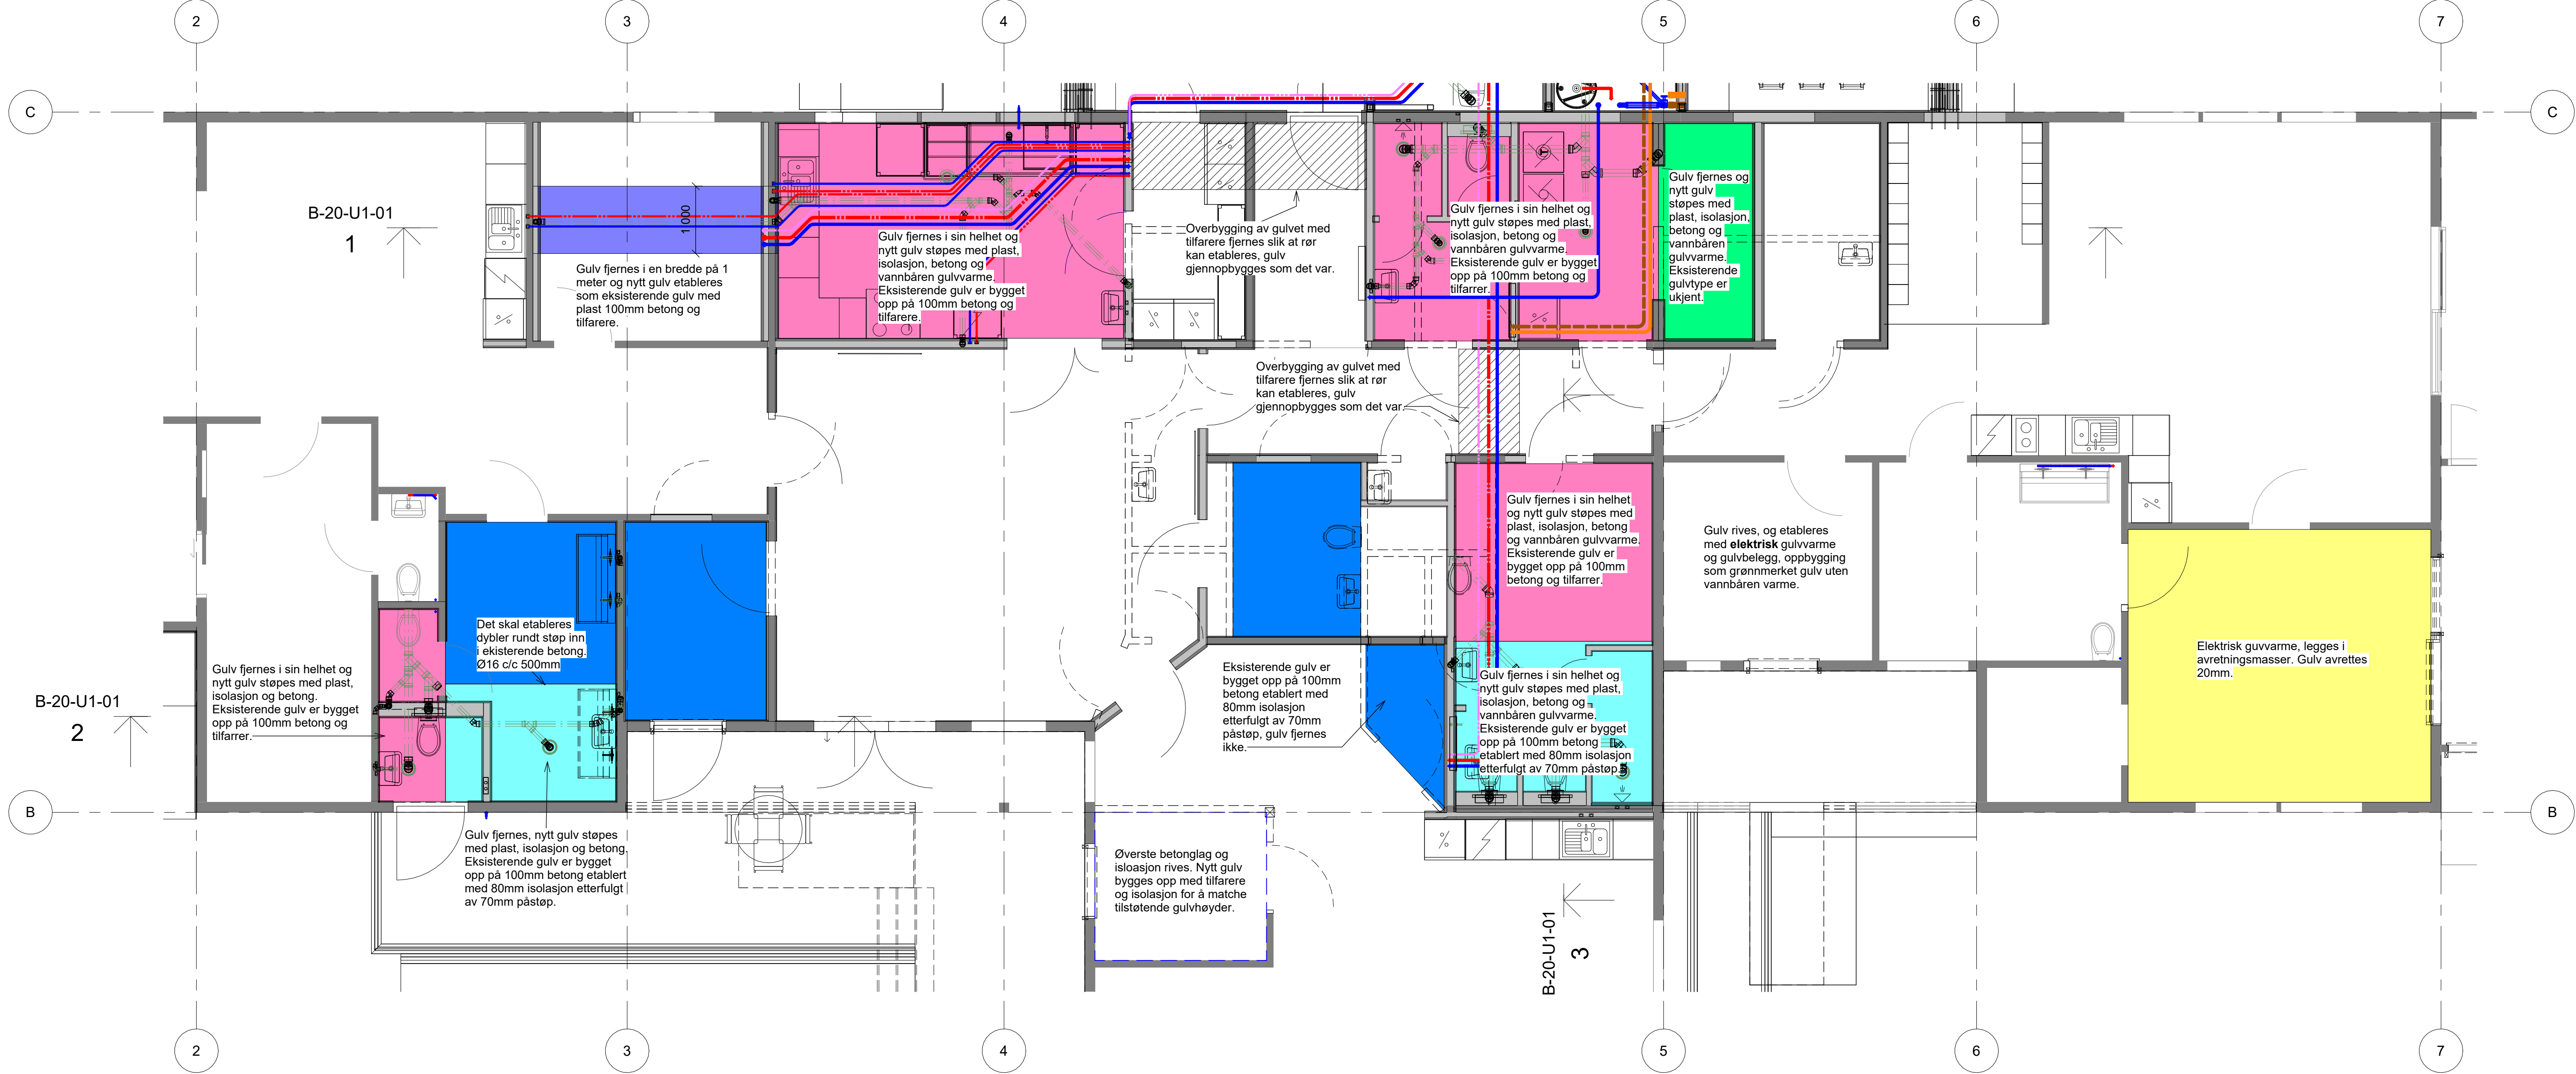 2
3
4
5
6
7
C
C
B-20-U1-01
1
1 000
Gulv fjernes i en bredde på 1
meter og nytt gulv etableres
som eksisterende gulv med
plast 100mm betong og
tilfarere.
Gulv fjernes i sin helhet og
nytt gulv støpes med plast,
isolasjon, betong og
vannbåren gulvvarme.
Eksisterende gulv er bygget
opp på 100mm betong og
tilfarere.
Overbygging av gulvet med
tilfarere fjernes slik at rør
kan etableres, gulv
gjennopbygges som det var.
Gulv fjernes i sin helhet og
nytt gulv støpes med plast,
isolasjon, betong og
vannbåren gulvvarme.
Eksisterende gulv er bygget
opp på 100mm betong og
tilfarrer.
Gulv fjernes og
nytt gulv
støpes med
plast, isolasjon,
betong og
vannbåren
gulvvarme.
Eksisterende
gulvtype er
ukjent.
Overbygging av gulvet med
tilfarere fjernes slik at rør
kan etableres, gulv
gjennopbygges som det var.
Gulv fjernes i sin helhet
og nytt gulv støpes med
plast, isolasjon, betong
og vannbåren gulvvarme.
Eksisterende gulv er
bygget opp på 100mm
betong og tilfarrer.
Gulv rives, og etableres
med elektrisk gulvvarme
og gulvbelegg, oppbygging
som grønnmerket gulv uten
vannbåren varme.
Det skal etableres
dybler rundt støp inn
i ekisterende betong.
Ø16 c/c 500mm
Gulv fjernes i sin helhet og
nytt gulv støpes med plast,
isolasjon og betong.
Eksisterende gulv er bygget
opp på 100mm betong og
tilfarrer.
B-20-U1-01
2
Eksisterende gulv er
bygget opp på 100mm
betong etablert med
80mm isolasjon
etterfulgt av 70mm
påstøp, gulv fjernes
ikke.
Gulv fjernes i sin helhet og
nytt gulv støpes med plast,
isolasjon, betong og
vannbåren gulvvarme.
Eksisterende gulv er bygget
opp på 100mm betong
etablert med 80mm isolasjon
etterfulgt av 70mm påstøp.
Elektrisk guvvarme, legges i
avretningsmasser. Gulv avrettes
20mm.
B
B
Gulv fjernes, nytt gulv støpes
med plast, isolasjon og betong.
Eksisterende gulv er bygget
opp på 100mm betong etablert
med 80mm isolasjon etterfulgt
av 70mm påstøp.
Øverste betonglag og
isloasjon rives. Nytt gulv
bygges opp med tilfarere
og isolasjon for å matche
tilstøtende gulvhøyder.
B-20-U1-01
3
2
3
4
5
6
7